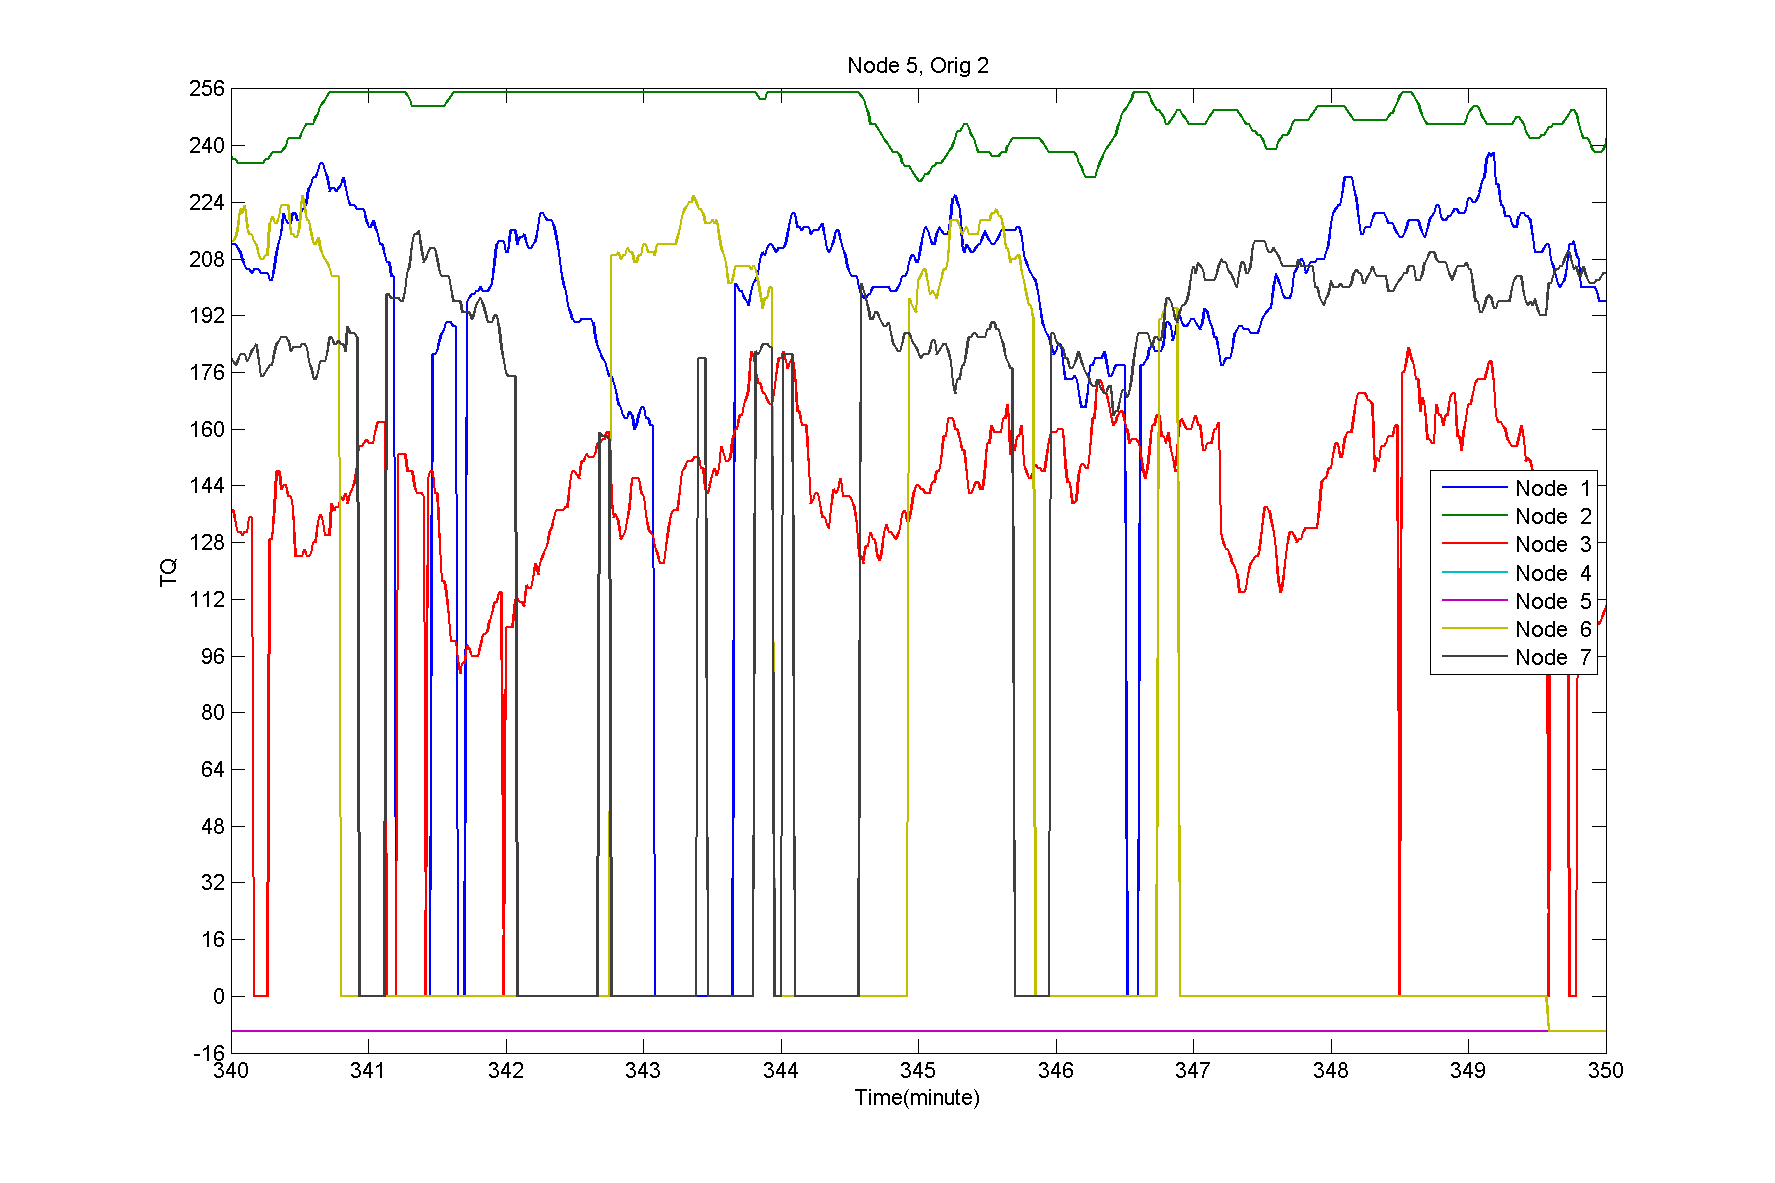 Node 5, Orig 2
256
240
224
208
192
176
160
144
128
112
96
80
64
48
32
16
0
-16
TQ
Node 1
Node 2
Node 3
Node 4
Node 5
Node 6
Node 7
340 341 342 343 344 345 346 347 348 349 350
Time(minute)